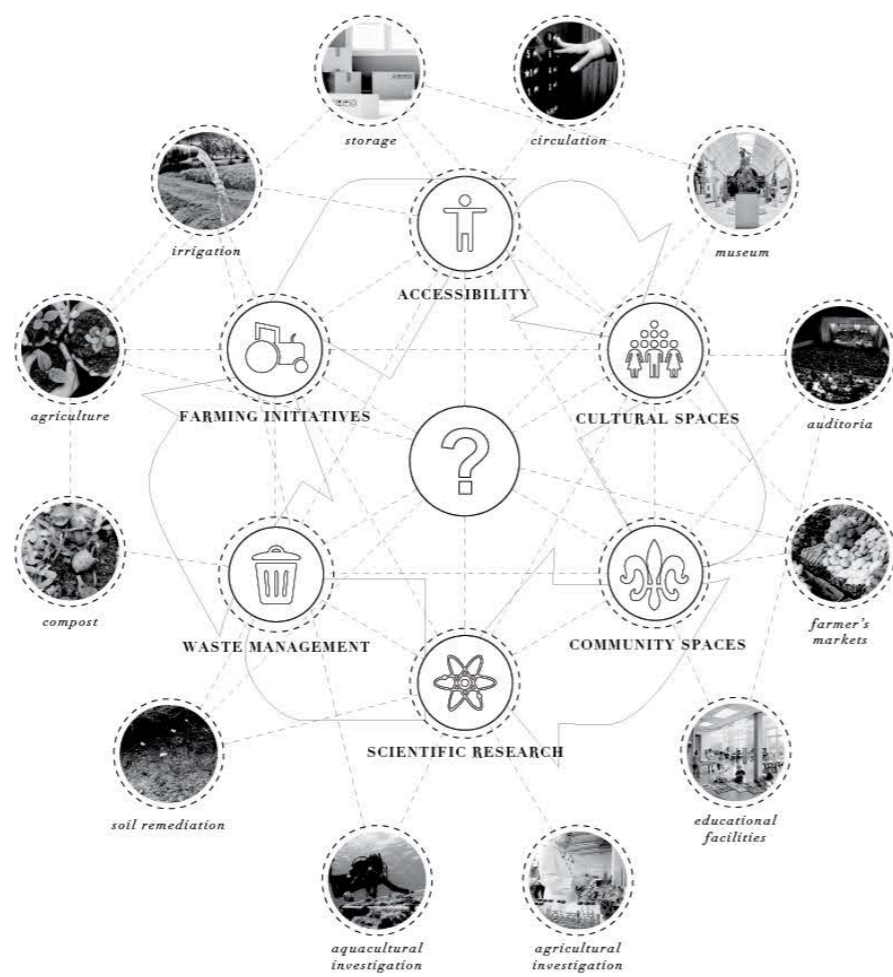 storage
circulation
irrigation
museum
ACCESSIBILITY
agriculture
FARMING INITIATIVES
CULTURAL SPACES
auditoria
?
compost
WASTE MANAGEMENT
COMMUNITY SPACES
farmer's
markets
SCIENTIFIC RESEARCH
soil remediation
educational
facilities
aquacultural
investigation
agricultural
investigation